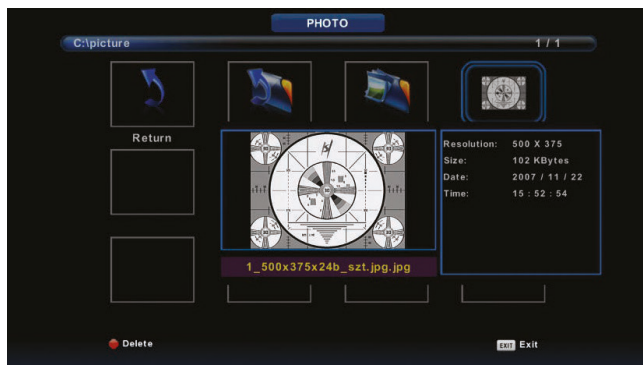 PHOTO
C:\picture 1 / 1
Return
Resolution: 500 X 375
Size: 102 KBytes
Date: 2007 / 11 / 22
Time: 15 : 52 : 54
1_500x375x24b_szt.jpg.jpg
Delete EXIT Exit